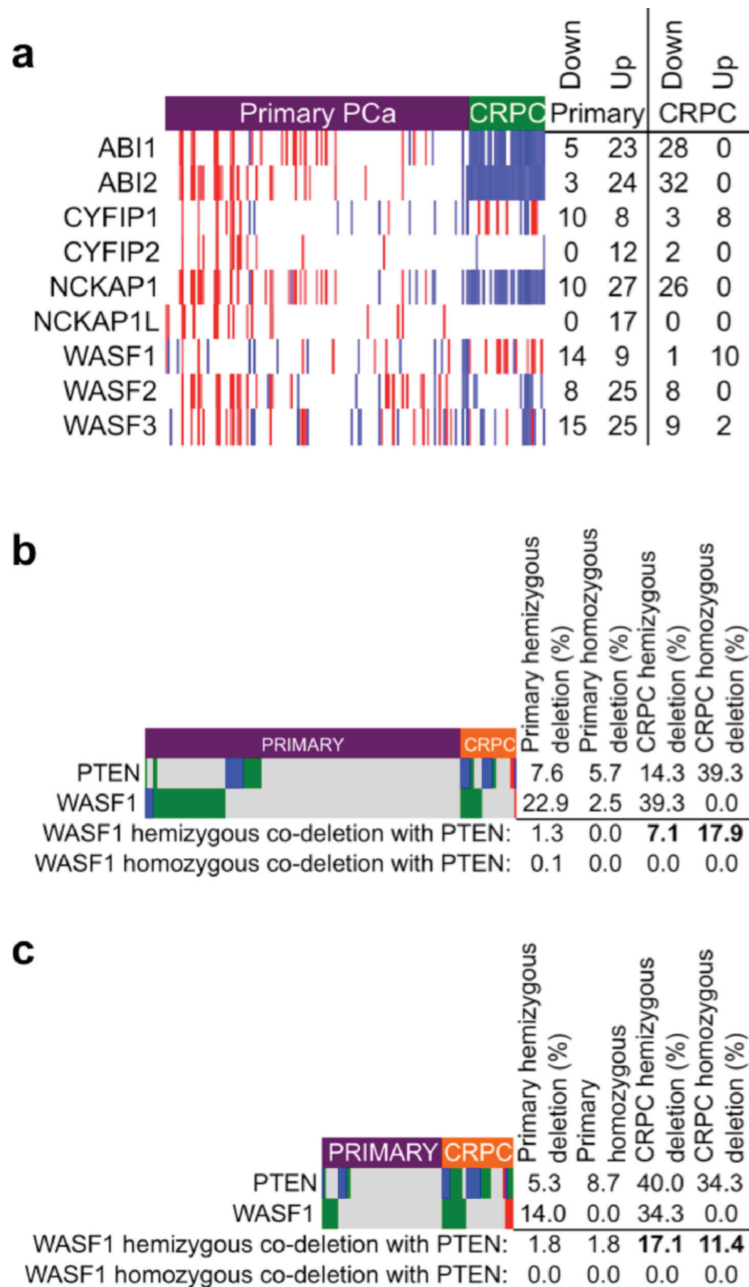 a
Down Up Down Up
Primary PCa CRPC Primary CRPC
ABI1 5 23 28 0
ABI2 3 24 32 0
CYFIP1 10 8 3 8
CYFIP2 0 12 2 0
NCKAP1 10 27 26 0
NCKAP1L 0 17 0 0
WASF1 14 9 1 10
WASF2 8 25 8 0
WASF3 15 25 9 2
b
Primary hemizygous deletion (%)
Primary homozygous deletion (%)
CRPC hemizygous deletion (%)
CRPC homozygous deletion (%)
PRIMARY CRPC
PTEN 7.6 5.7 14.3 39.3
WASF1 22.9 2.5 39.3 0.0
WASF1 hemizygous co-deletion with PTEN: 1.3 0.0 7.1 17.9
WASF1 homozygous co-deletion with PTEN: 0.1 0.0 0.0 0.0
c
Primary hemizygous deletion (%)
Primary homozygous
CRPC hemizygous deletion (%)
CRPC homozygous deletion (%)
PRIMARY CRPC
PTEN 5.3 8.7 40.0 34.3
WASF1 14.0 0.0 34.3 0.0
WASF1 hemizygous co-deletion with PTEN: 1.8 1.8 17.1 11.4
WASF1 homozygous co-deletion with PTEN: 0.0 0.0 0.0 0.0